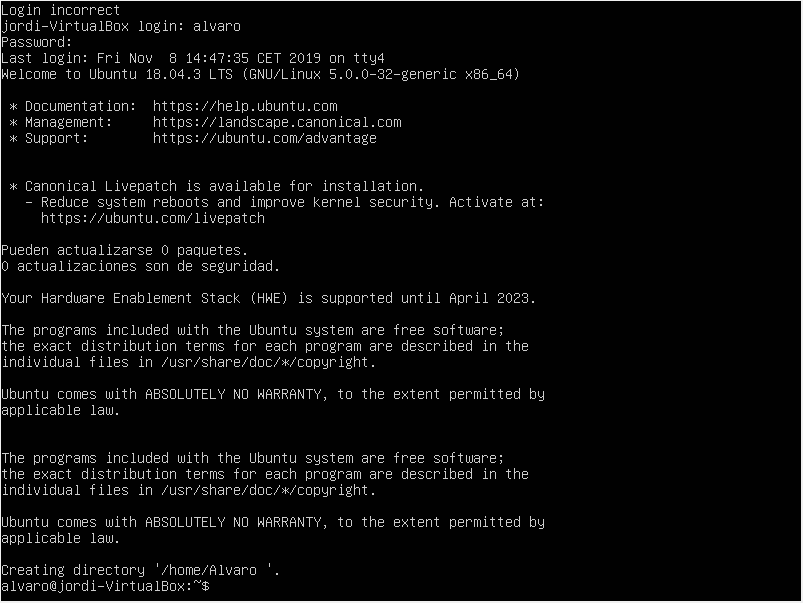 Login incorrect
jordi-VirtualBox login: alvaro
Password:
Last login: Fri Nov  8 14:47:35 CET 2019 on tty4
Welcome to Ubuntu 18.04.3 LTS (GNU/Linux 5.0.0-32-generic x86_64)

 * Documentation:  https://help.ubuntu.com
 * Management:     https://landscape.canonical.com
 * Support:        https://ubuntu.com/advantage


 * Canonical Livepatch is available for installation.
   - Reduce system reboots and improve kernel security. Activate at:
     https://ubuntu.com/livepatch

Pueden actualizarse 0 paquetes.
0 actualizaciones son de seguridad.

Your Hardware Enablement Stack (HWE) is supported until April 2023.

The programs included with the Ubuntu system are free software;
the exact distribution terms for each program are described in the
individual files in /usr/share/doc/*/copyright.

Ubuntu comes with ABSOLUTELY NO WARRANTY, to the extent permitted by
applicable law.


The programs included with the Ubuntu system are free software;
the exact distribution terms for each program are described in the
individual files in /usr/share/doc/*/copyright.

Ubuntu comes with ABSOLUTELY NO WARRANTY, to the extent permitted by
applicable law.

Creating directory '/home/Alvaro '.
alvaro@jordi-VirtualBox:~$